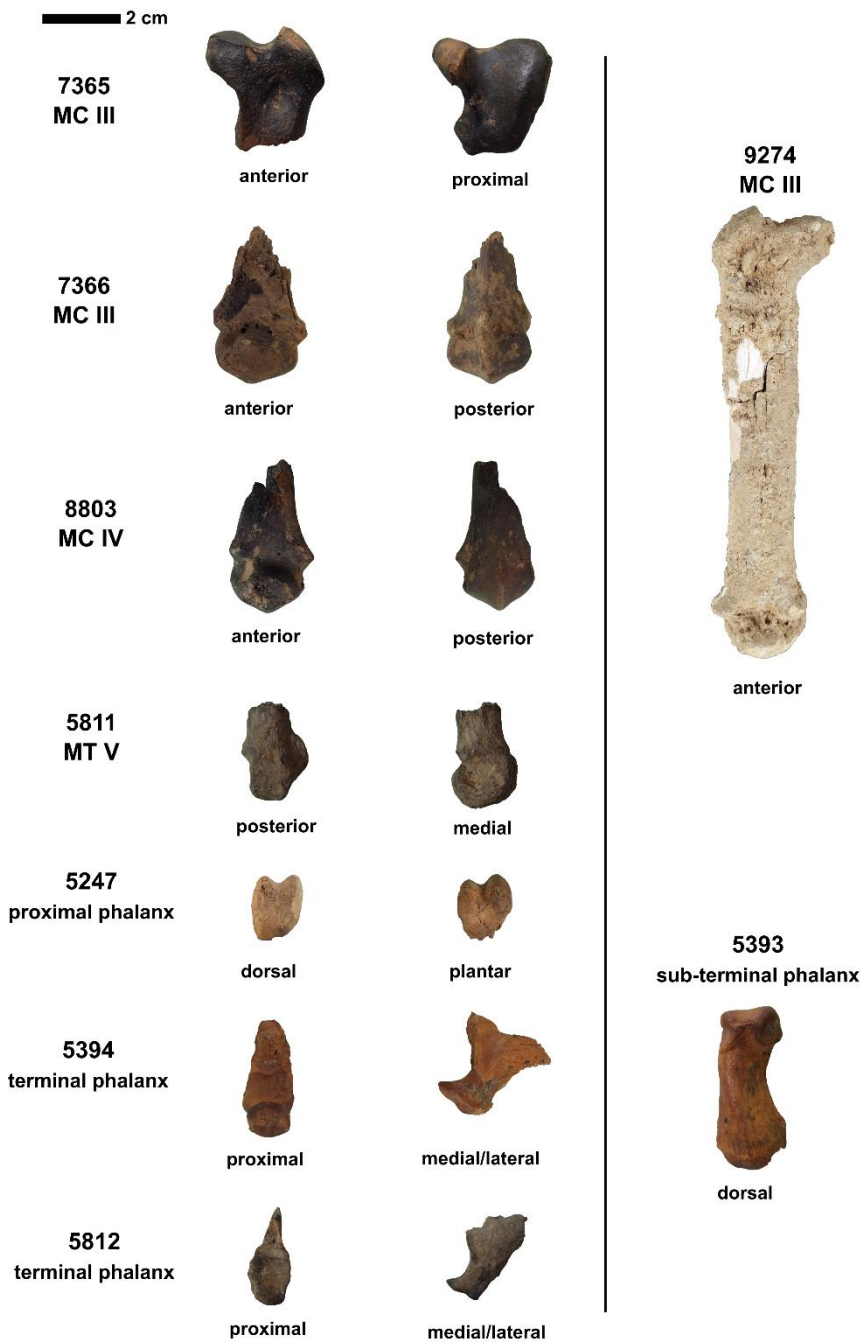 2 cm
7365
MC III
anterior
proximal
7366
MC III
anterior
posterior
8803
MC IV
anterior
posterior
5811
MT V
posterior
medial
5247
proximal phalanx
dorsal
plantar
5394
terminal phalanx
proximal
medial/lateral
5812
terminal phalanx
proximal
medial/lateral
9274
MC III
anterior
5393
sub-terminal phalanx
dorsal